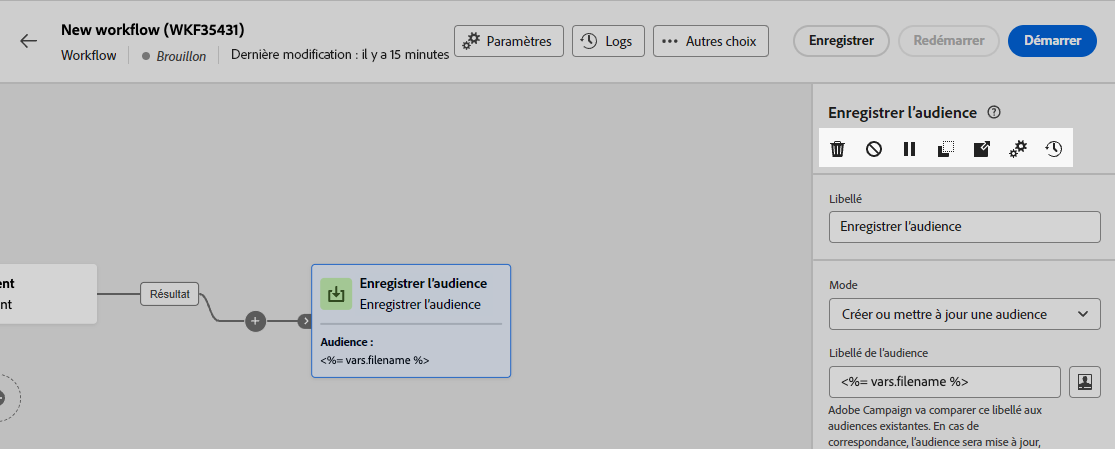 New workflow (WKF35431)
Workflow
Brouillon
Dernière modification : il y a 15 minutes
Paramètres
Logs
Autres choix
Enregistrer
Redémarrer
Démarrer
ent
nt
Résultat
Enregistrer l’audience
Enregistrer l’audience
Audience :
<%= vars.filename %>
Enregistrer l’audience
Libellé
Enregistrer l’audience
Mode
Créer ou mettre à jour une audience
Libellé de l’audience
<%= vars.filename %>
Adobe Campaign va comparer ce libellé aux
audiences existantes. En cas de
correspondance, l’audience sera mise à jour,